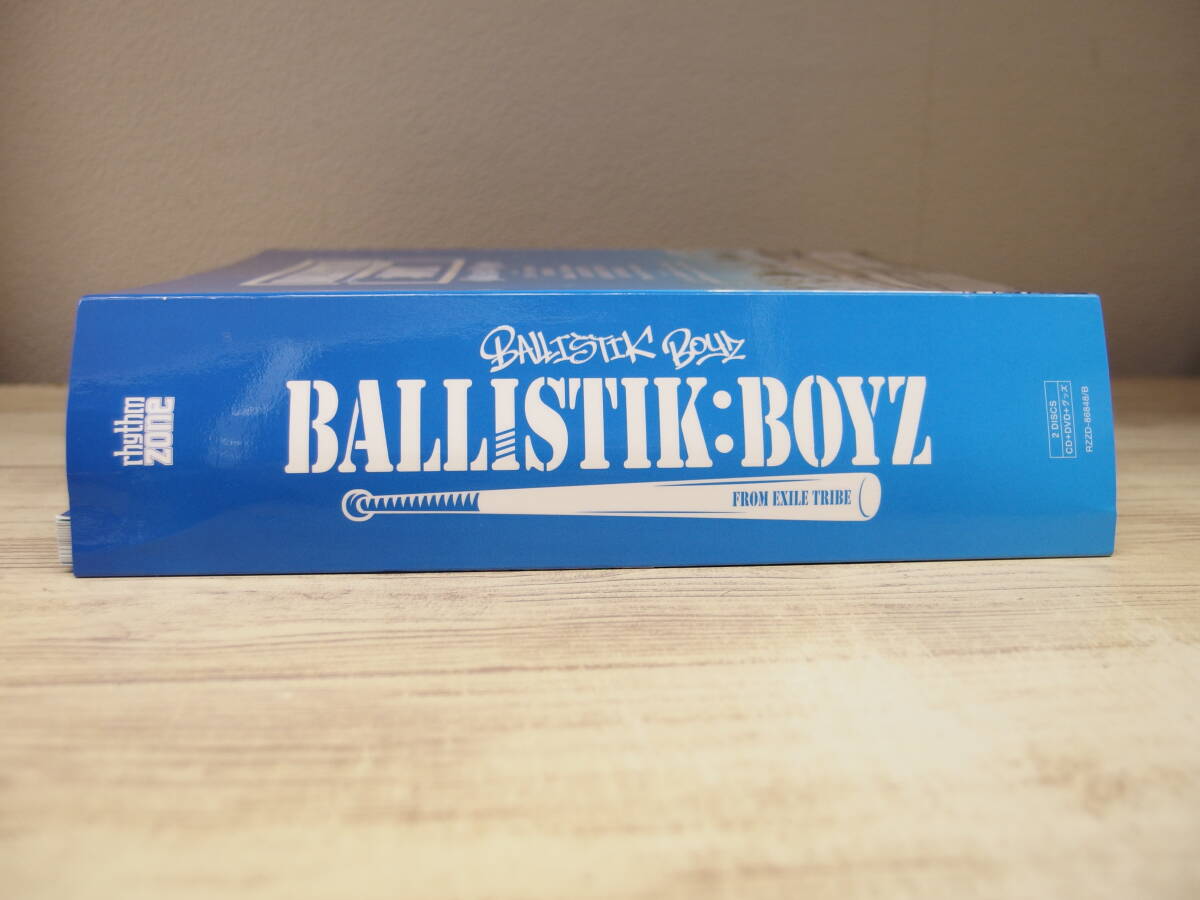 BALLISTIK BOYZ
BALLISTIK:BOYZ
FROM EXILE TRIBE
rhythm
zone
2 DISCS
CD+DVD+グッズ
RZZD-86848/B